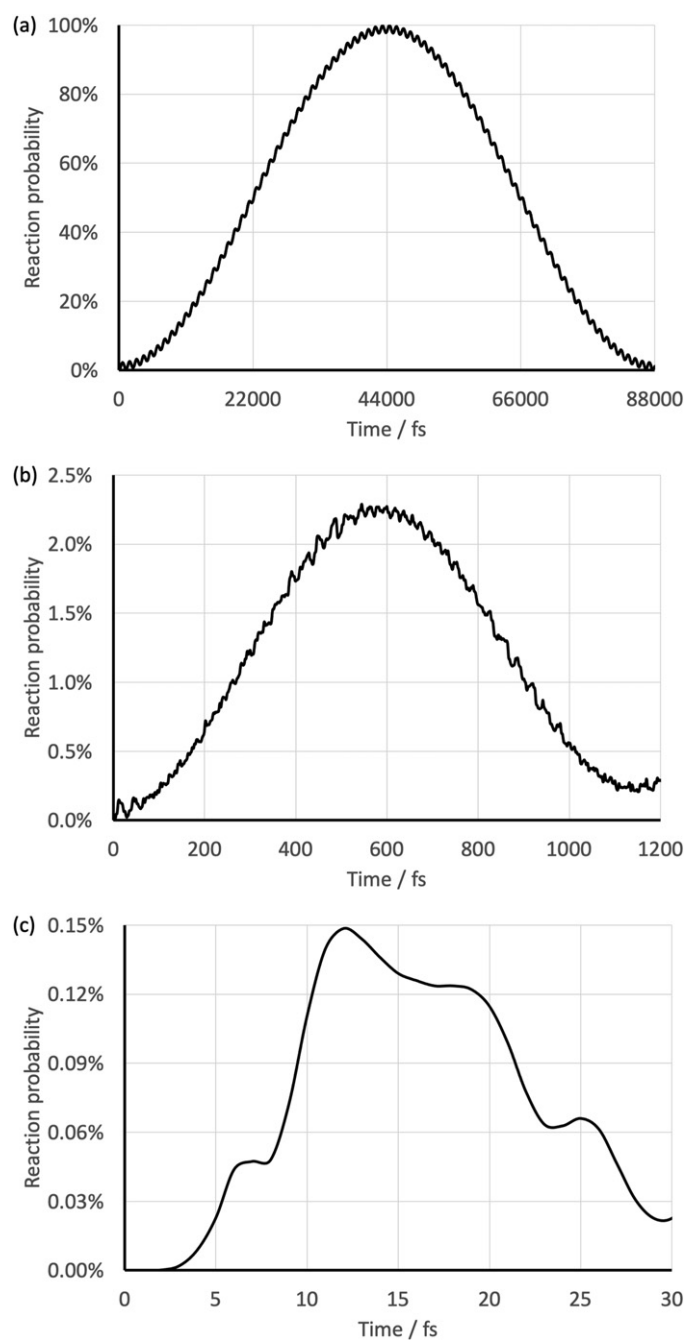 (a)
100%
80%
60%
40%
20%
0%
Reaction probability
0 22000 44000 66000 88000
Time / fs
(b)
2.5%
2.0%
1.5%
1.0%
0.5%
0.0%
Reaction probability
0 200 400 600 800 1000 1200
Time / fs
(c)
0.15%
0.12%
0.09%
0.06%
0.03%
0.00%
Reaction probability
0 5 10 15 20 25 30
Time / fs